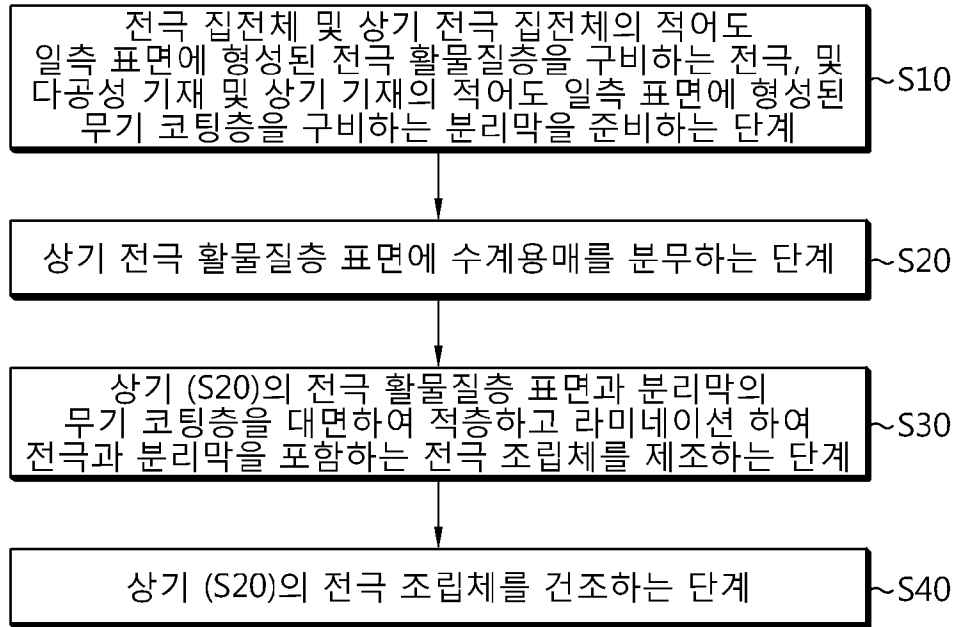 전극 집전체 및 상기 전극 집전체의 적어도
일측 표면에 형성된 전극 활물질층을 구비하는 전극, 및
다공성 기재 및 상기 기재의 적어도 일측 표면에 형성된
무기 코팅층을 구비하는 분리막을 준비하는 단계
~S10
상기 전극 활물질층 표면에 수계용매를 분무하는 단계
~S20
상기 (S20)의 전극 활물질층 표면과 분리막의
무기 코팅층을 대면하여 적층하고 라미네이션 하여
전극과 분리막을 포함하는 전극 조립체를 제조하는 단계
~S30
상기 (S20)의 전극 조립체를 건조하는 단계
~S40